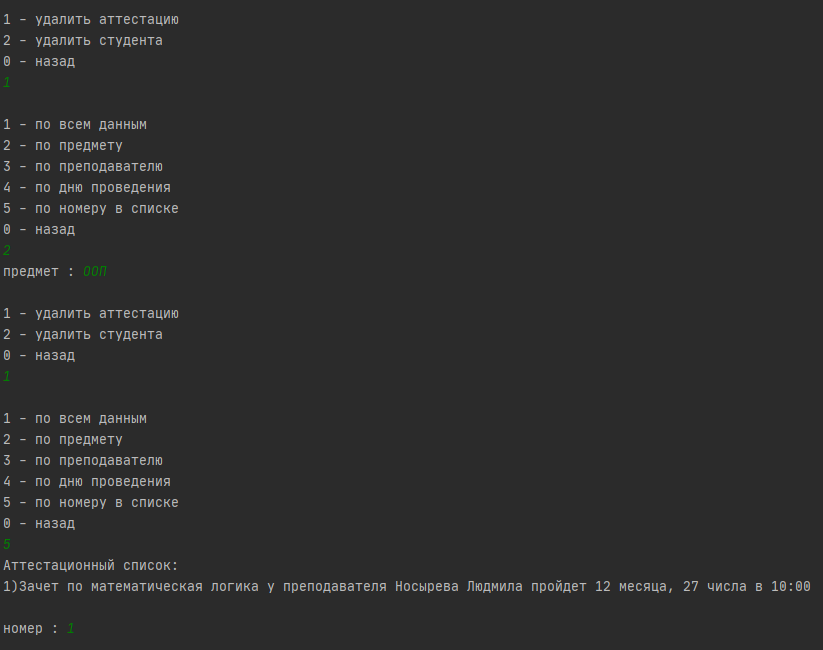 1 - удалить аттестацию
2 - удалить студента
0 - назад
1
1 - по всем данным
2 - по предмету
3 - по преподавателю
4 - по дню проведения
5 - по номеру в списке
0 - назад
2
предмет : ООП
1 - удалить аттестацию
2 - удалить студента
0 - назад
1
1 - по всем данным
2 - по предмету
3 - по преподавателю
4 - по дню проведения
5 - по номеру в списке
0 - назад
5
Аттестационный список:
1)Зачет по математическая логика у преподавателя Носырева Людмила пройдет 12 месяца, 27 числа в 10:00
номер : 1